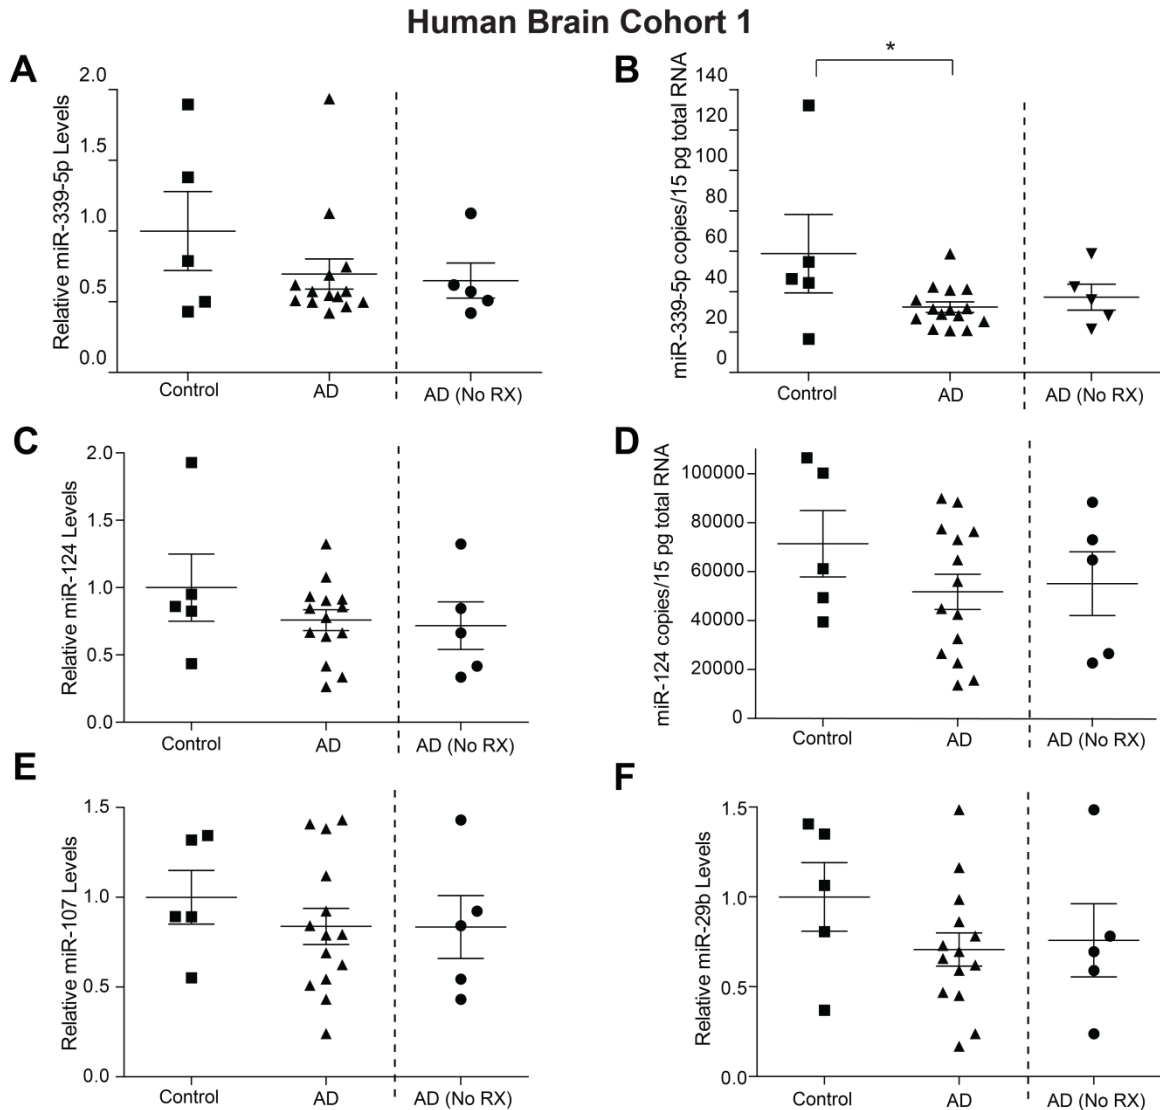 Human Brain Cohort 1
A
Relative miR-339-5p Levels
2.0
1.5
1.0
0.5
0.0
Control
AD
AD (No RX)
B
*
miR-339-5p copies/15 pg total RNA
140
120
100
80
60
40
20
0
Control
AD
AD (No RX)
C
Relative miR-124 Levels
2.0
1.5
1.0
0.5
0.0
Control
AD
AD (No RX)
D
miR-124 copies/15 pg total RNA
100000
80000
60000
40000
20000
0
Control
AD
AD (No RX)
E
Relative miR-107 Levels
1.5
1.0
0.5
0.0
Control
AD
AD (No RX)
F
Relative miR-29b Levels
1.5
1.0
0.5
0.0
Control
AD
AD (No RX)